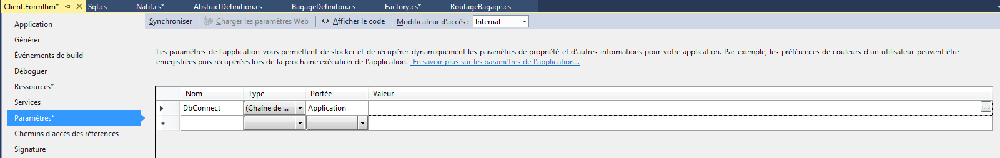 Client.FormIhm* Sql.cs Natif.cs* AbstractDefinition.cs BagageDefiniton.cs Factory.cs* RoutageBagage.cs
Application
Générer
Événements de build
Déboguer
Ressources*
Services
Paramètres*
Chemins d'accès des références
Signature
Synchroniser Charger les paramètres Web <> Afficher le code Modificateur d'accès : Internal
Les paramètres de l'application vous permettent de stocker et de récupérer dynamiquement les paramètres de propriété et d'autres informations pour votre application. Par exemple, les préférences de couleurs d'un utilisateur peuvent être
enregistrées puis récupérées lors de la prochaine exécution de l'application. En savoir plus sur les paramètres de l'application...
Nom Type Portée Valeur
DbConnect (Chaîne de ... Application ...
*